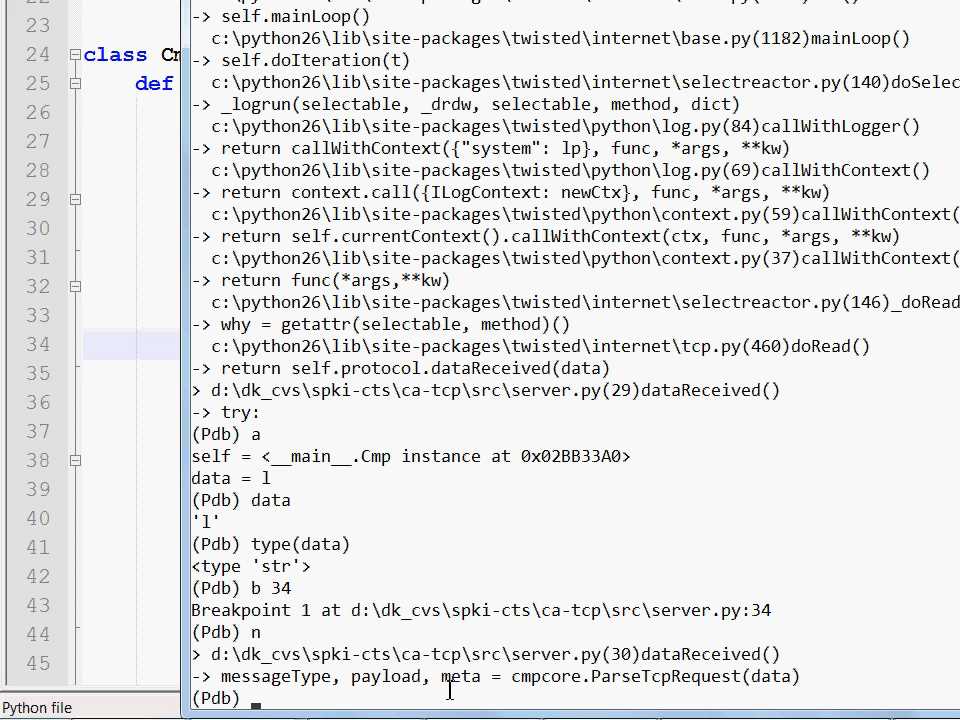 23
24 class Cm
25 def
26
27
28
29
30
31
32
33
34
35
36
37
38
39
40
41
42
43
44
45
Python file
-> self.mainLoop()
c:\python26\lib\site-packages\twisted\internet\base.py(1182)mainLoop()
-> self.doIteration(t)
c:\python26\lib\site-packages\twisted\internet\selectreactor.py(140)doSelec
-> _logrun(selectable, _drdw, selectable, method, dict)
c:\python26\lib\site-packages\twisted\python\log.py(84)callWithLogger()
-> return callWithContext({"system": lp}, func, *args, **kw)
c:\python26\lib\site-packages\twisted\python\log.py(69)callWithContext()
-> return context.call({ILogContext: newCtx}, func, *args, **kw)
c:\python26\lib\site-packages\twisted\python\context.py(59)callWithContext(
-> return self.currentContext().callWithContext(ctx, func, *args, **kw)
c:\python26\lib\site-packages\twisted\python\context.py(37)callWithContext(
-> return func(*args,**kw)
c:\python26\lib\site-packages\twisted\internet\selectreactor.py(146)_doRead
-> why = getattr(selectable, method)()
c:\python26\lib\site-packages\twisted\internet\tcp.py(460)doRead()
-> return self.protocol.dataReceived(data)
> d:\dk_cvs\spki-cts\ca-tcp\src\server.py(29)dataReceived()
-> try:
(Pdb) a
self = <__main__.Cmp instance at 0x02BB33A0>
data = l
(Pdb) data
'l'
(Pdb) type(data)
<type 'str'>
(Pdb) b 34
Breakpoint 1 at d:\dk_cvs\spki-cts\ca-tcp\src\server.py:34
(Pdb) n
> d:\dk_cvs\spki-cts\ca-tcp\src\server.py(30)dataReceived()
-> messageType, payload, meta = cmpcore.ParseTcpRequest(data)
(Pdb)